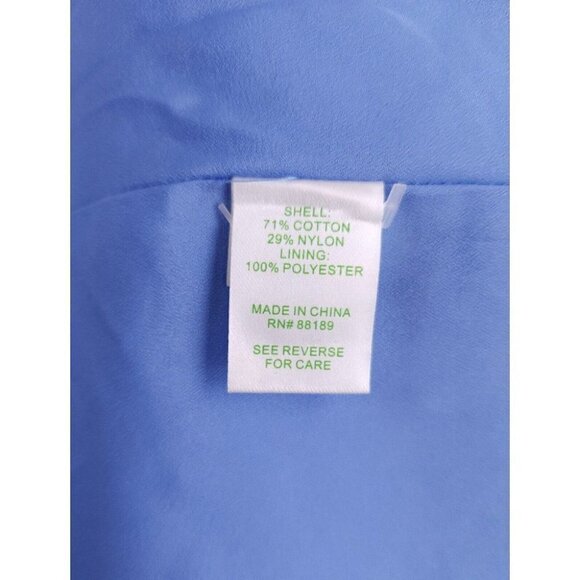 SHELL:
71% COTTON
29% NYLON
LINING:
100% POLYESTER
MADE IN CHINA
RN# 88189
SEE REVERSE
FOR CARE